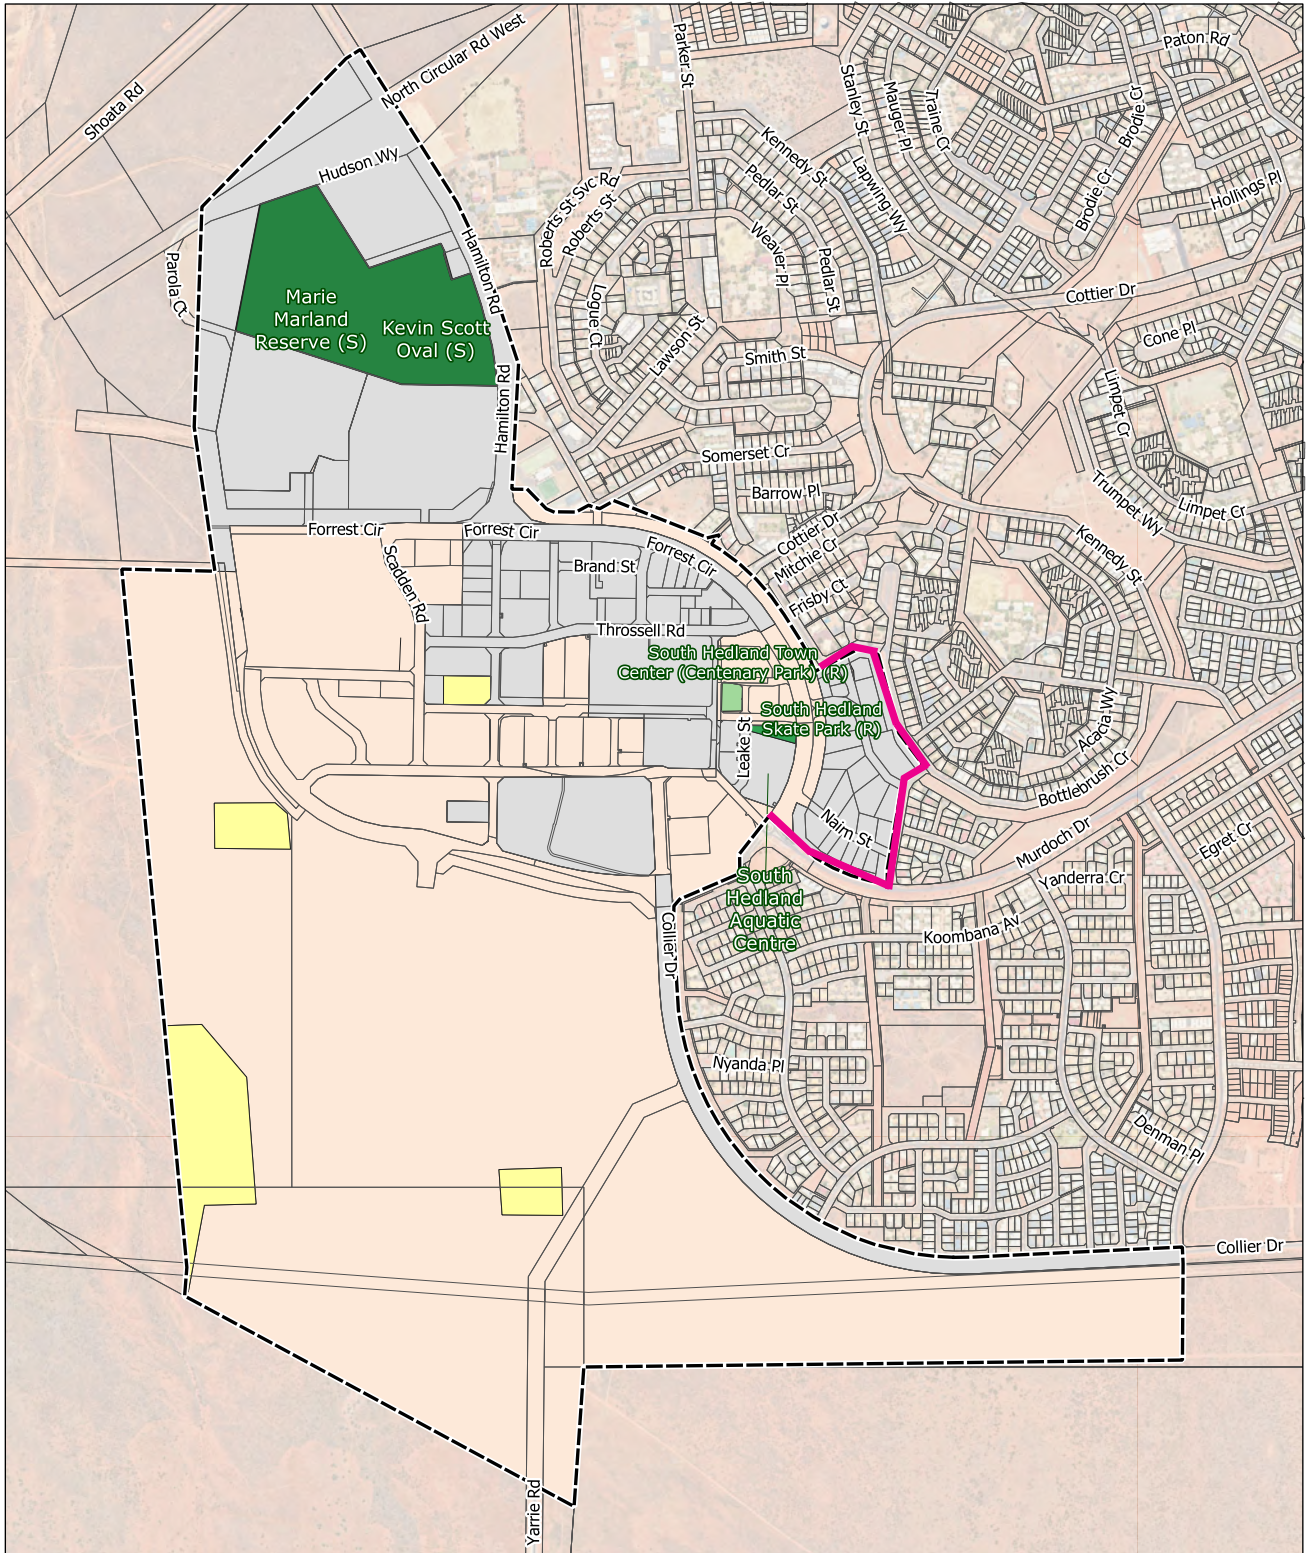 Paton Rd
North Circular Rd West
Parker St
Shoata Rd
Stanley St
Mauger Pl
Traine Cr
Brodie Cr
Kennedy St
Hudson Wy
Lapwing Wy
Pedlar St
Brodie Cr
Hollings Pl
Roberts St Svc Rd
Roberts St
Weaver Pl
Pedlar St
Parola Ct
Hamilton Rd
Cottier Dr
Marie
Marland
Reserve (S)
Kevin Scott
Oval (S)
Logue Ct
Lawson St
Smith St
Cone Pl
Limpet Cr
Hamilton Rd
Somerset Cr
Barrow Pl
Trumpet Wy
Limpet Cr
Forrest Cir
Forrest Cir
Forrest Cir
Cottier Dr
Mitchie Cr
Kennedy St
Scadden Rd
Brand St
Frisby Ct
Throssell Rd
South Hedland Town
Center (Centenary Park) (R)
South Hedland
Skate Park (R)
Leake St
Acacia Wy
Bottlebrush Cr
Nairn St
Murdoch Dr
Egret Cr
Yanderra Cr
South
Hedland
Aquatic
Centre
Koombana Av
Collier Dr
Nyanda Pl
Denman Pl
Collier Dr
Yarrie Rd